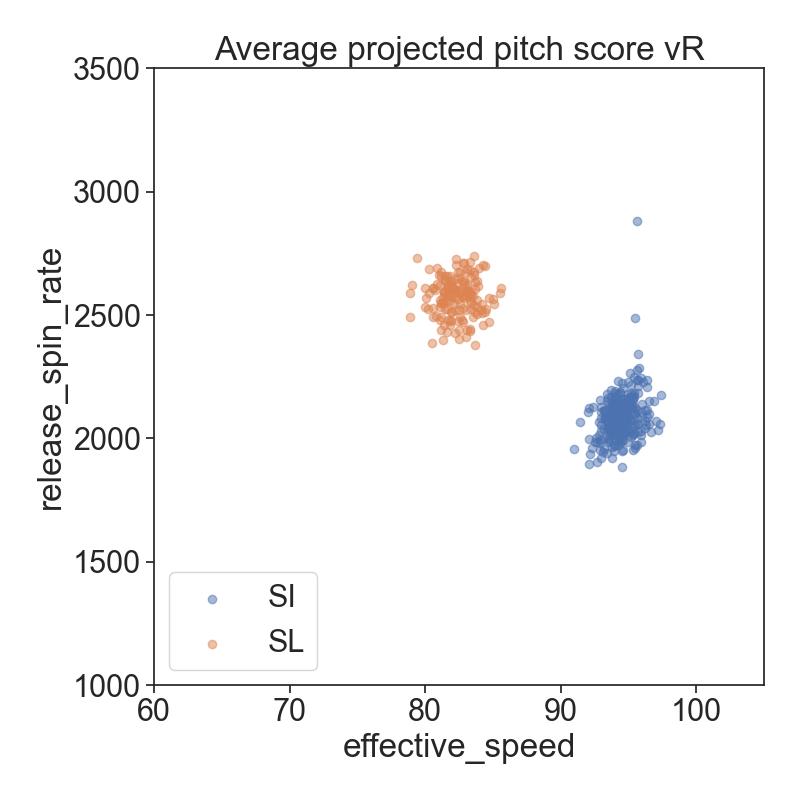 Average projected pitch score vR
3500
3000
2500
2000
1500
1000
release_spin_rate
SI
SL
60 70 80 90 100
effective_speed